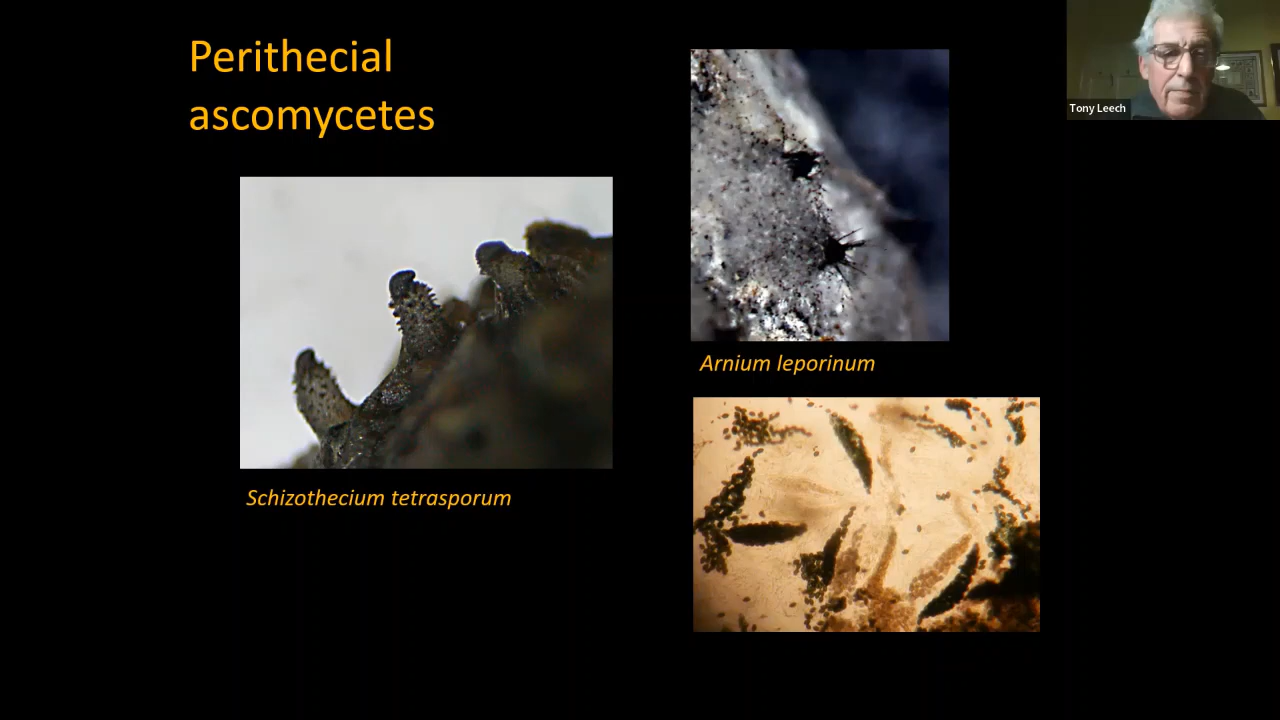 Perithecial
ascomycetes
Tony Leech
Arnium leporinum
Schizothecium tetrasporum